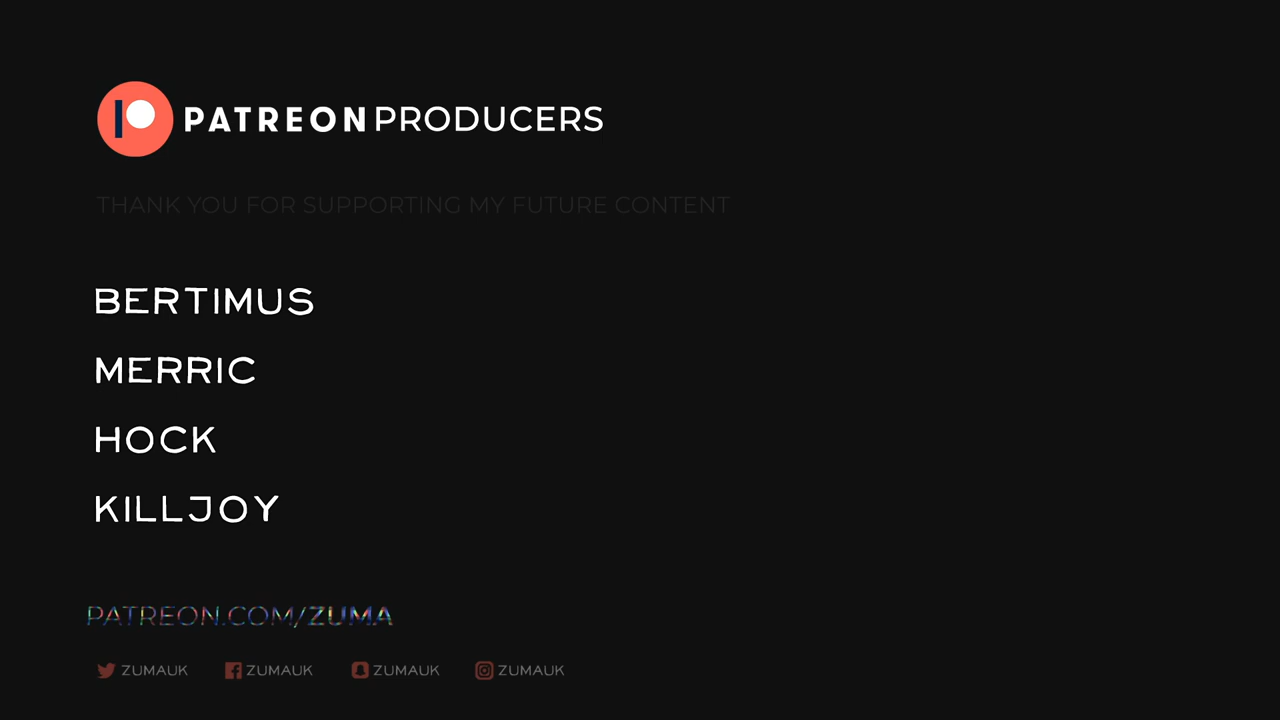 PATREON PRODUCERS
THANK YOU FOR SUPPORTING MY FUTURE CONTENT
BERTIMUS
MERRIC
HOCK
KILLJOY
PATREON.COM/ZUMA
ZUMAUK ZUMAUK ZUMAUK ZUMAUK